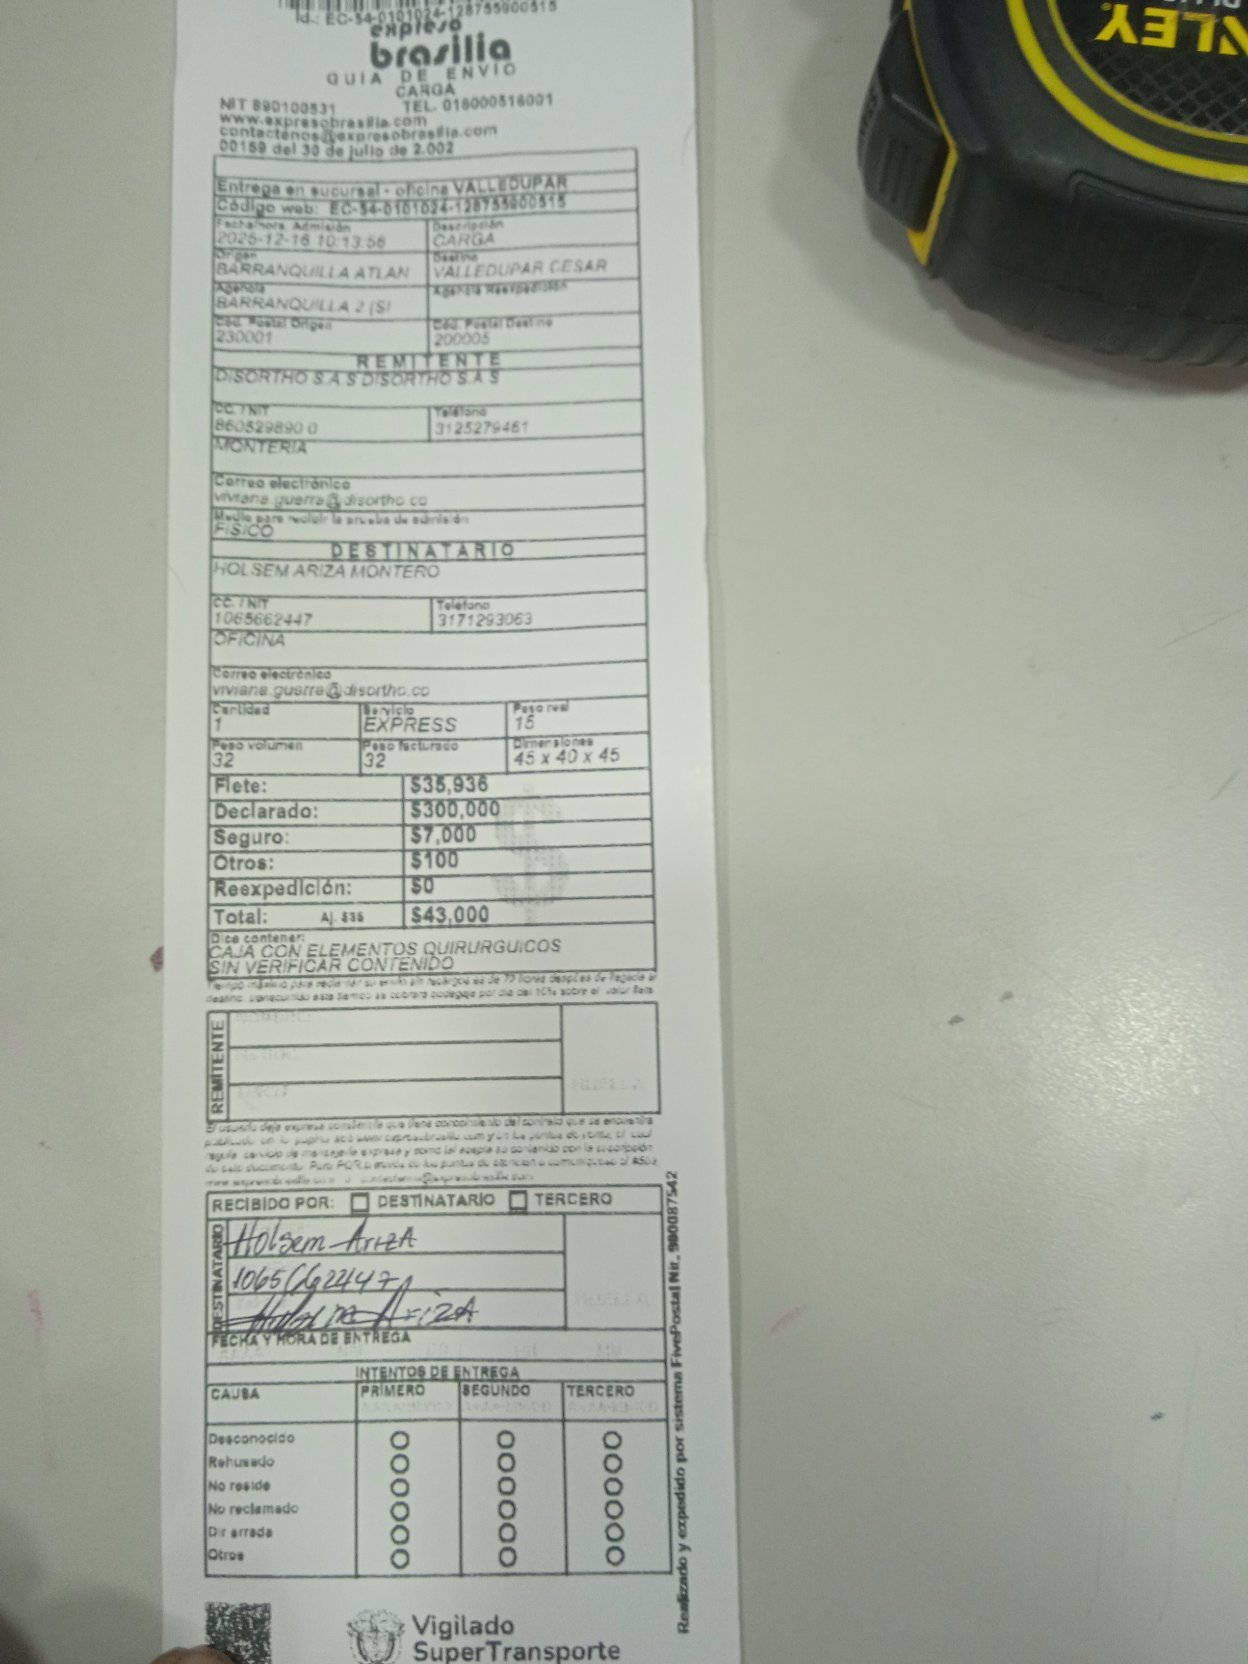 Id.: EC-54-0101024-128755900515
expreso
brasilia
GUIA DE ENVIO
CARGA
NIT 890100531 TEL. 018000518001
www.expresobrasilia.com
contactenos@expresobrasilia.com
00159 del 30 de julio de 2.002
Entrega en sucursal - oficina VALLEDUPAR
Código web: EC-54-0101024-128755900515
Fecha/hora. Admisión Descripción
2025-12-16 10:13:56 CARGA
Origen Destino
BARRANQUILLA ATLAN VALLEDUPAR CESAR
Agencia Agencia Reexpedición
BARRANQUILLA 2 (SI
Cód. Postal Origen Cód. Postal Destino
230001 200005
REMITENTE
DISORTHO S.A.S DISORTHO S.A.S
CC. / NIT Teléfono
860529890 0 3125279461
MONTERIA
Correo electrónico
viviana.guerra@disortho.co
Medio para recibir la prueba de admisión
FISICO
DESTINATARIO
HOLSEM ARIZA MONTERO
CC. / NIT Teléfono
1065662447 3171293063
OFICINA
Correo electrónico
viviana.guerra@disortho.co
Cantidad Servicio Peso real
1 EXPRESS 15
Peso volumen Peso facturado Dimensiones
32 32 45 x 40 x 45
Flete: $35,936
Declarado: $300,000
Seguro: $7,000
Otros: $100
Reexpedición: $0
Total: Aj. $36 $43,000
Dice contener:
CAJA CON ELEMENTOS QUIRURGUICOS
SIN VERIFICAR CONTENIDO
REMITENTE
RECIBIDO POR: DESTINATARIO TERCERO
DESTINATARIO
Holsem ArizA
1065662447
Holsem ArizA
FECHA Y HORA DE ENTREGA
INTENTOS DE ENTREGA
CAUSA PRIMERO SEGUNDO TERCERO
Desconocido
Rehusado
No reside
No reclamado
Dir errada
Otros
Realizado y expedido por sistema FivePostal Nit. 900087542
Vigilado
SuperTransporte